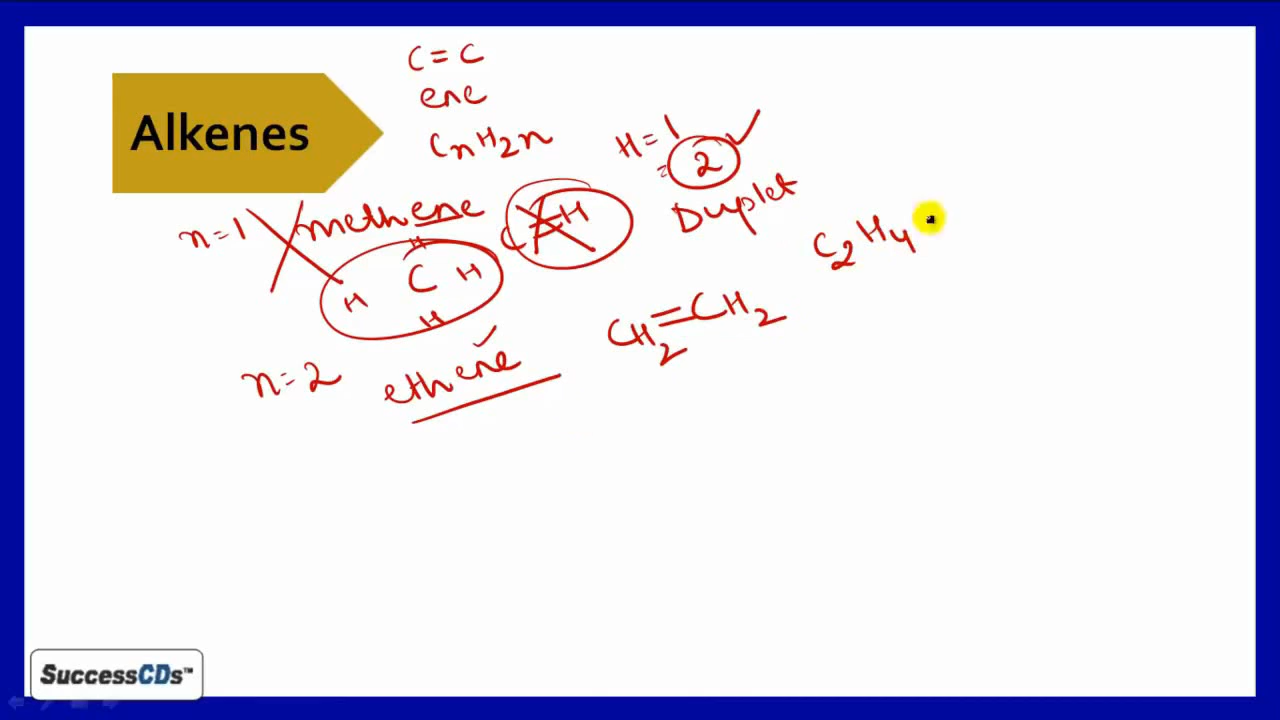 Alkenes
C=C
ene
CnH2n
H=1
=2
Duplet
n=1 methene
C=H
H
H C H
H
C2H4
n=2 ethene
CH2=CH2
SuccessCDs™